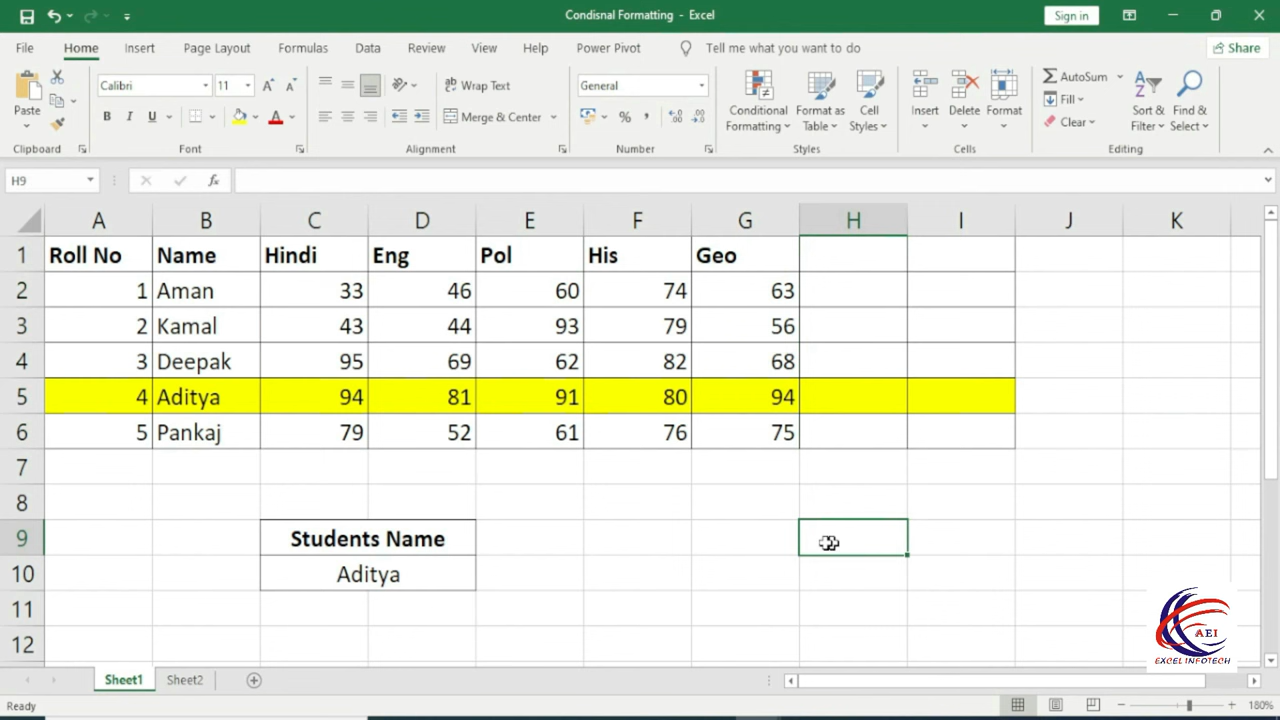 Condisnal Formatting - Excel
Sign in
File Home Insert Page Layout Formulas Data Review View Help Power Pivot Tell me what you want to do Share
Paste
Calibri 11
B I U
A A
Wrap Text
Merge & Center
General
% ,
Conditional Formatting
Format as Table
Cell Styles
Insert
Delete
Format
AutoSum
Fill
Clear
Sort & Filter
Find & Select
Clipboard Font Alignment Number Styles Cells Editing
H9 fx
A B C D E F G H I J K
1 Roll No Name Hindi Eng Pol His Geo
2 1 Aman 33 46 60 74 63
3 2 Kamal 43 44 93 79 56
4 3 Deepak 95 69 62 82 68
5 4 Aditya 94 81 91 80 94
6 5 Pankaj 79 52 61 76 75
7
8
9 Students Name
10 Aditya
11
12
AEI
EXCEL INFOTECH
Sheet1 Sheet2
Ready 180%